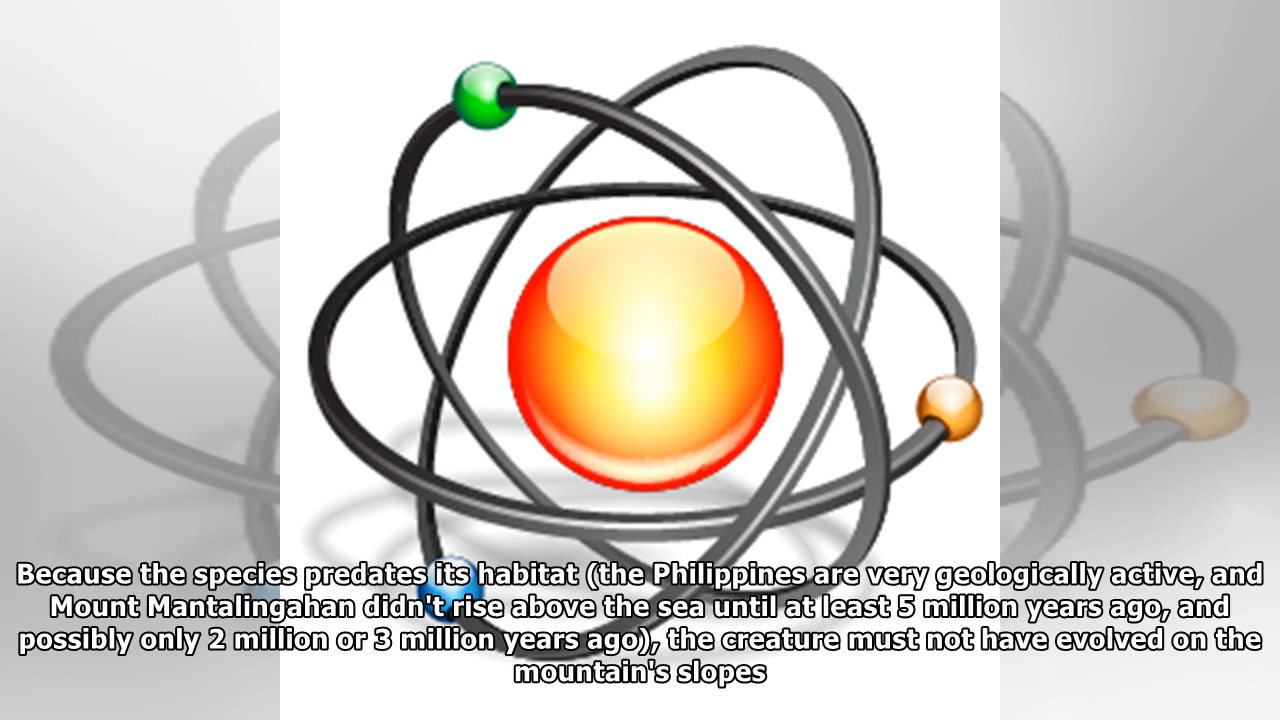 Because the species predates its habitat (the Philippines are very geologically active, and
Mount Mantalingahan didn't rise above the sea until at least 5 million years ago, and
possibly only 2 million or 3 million years ago), the creature must not have evolved on the
mountain's slopes